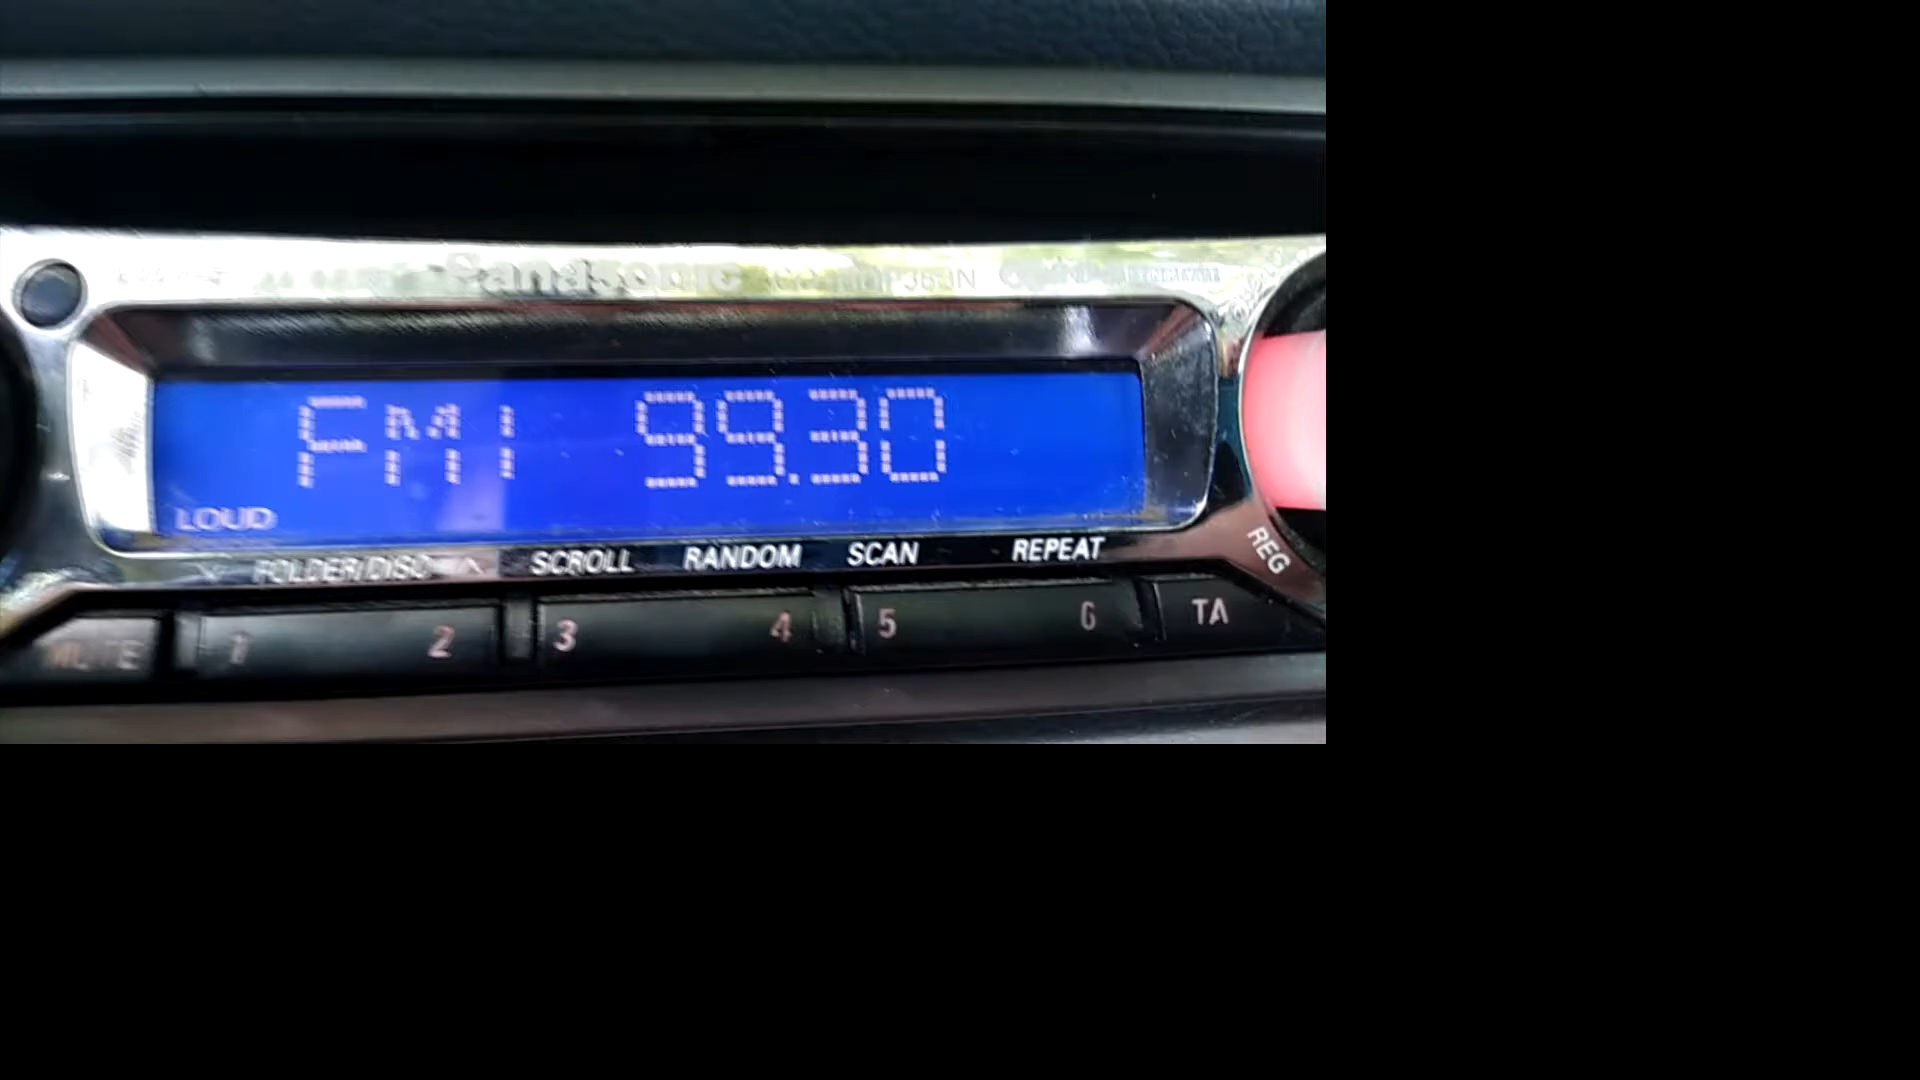 Panasonic
FM1 99.30
LOUD
FOLDER/DISC SCROLL RANDOM SCAN REPEAT
REG
MUTE 1 2 3 4 5 6 TA